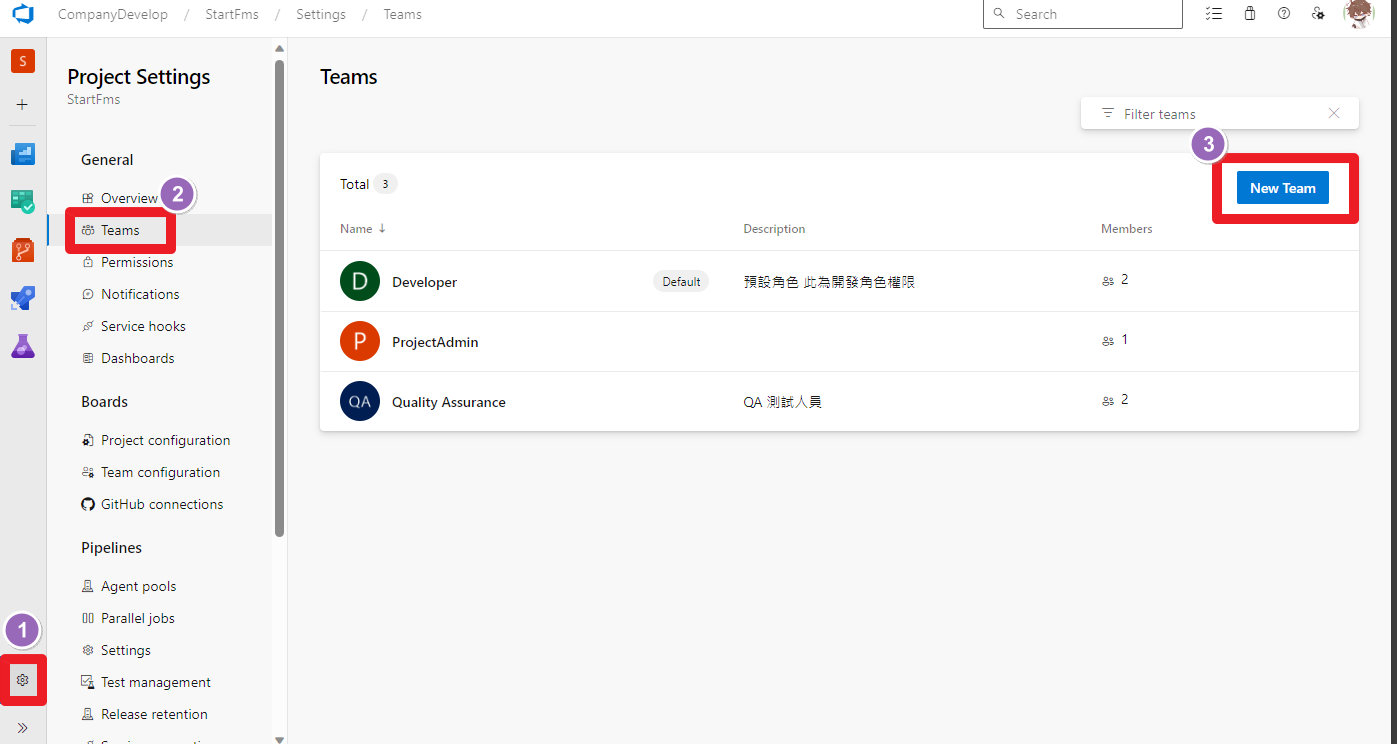 CompanyDevelop / StartFms / Settings / Teams
Search
S
Project Settings
StartFms
General
Overview
2
Teams
Permissions
Notifications
Service hooks
Dashboards
Boards
Project configuration
Team configuration
GitHub connections
Pipelines
Agent pools
Parallel jobs
Settings
Test management
Release retention
1
Teams
Filter teams
3
Total 3
New Team
Name Description Members
D Developer Default 預設角色 此為開發角色權限 2
P ProjectAdmin 1
QA Quality Assurance QA 測試人員 2